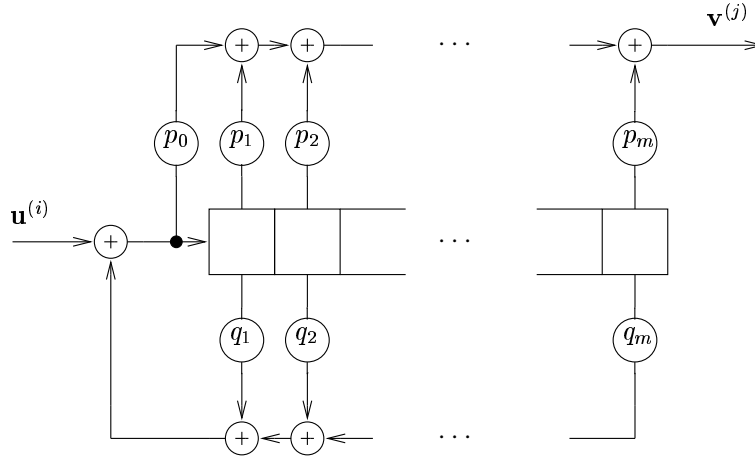 v^(j)
+ + ··· +
p_0 p_1 p_2 p_m
u^(i)
+ ···
q_1 q_2 q_m
+ + ···